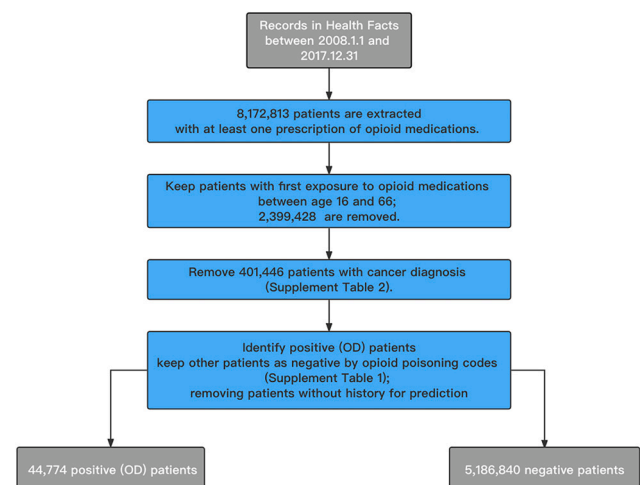 Records in Health Facts
between 2008.1.1 and
2017.12.31
8,172,813 patients are extracted
with at least one prescription of opioid medications.
Keep patients with first exposure to opioid medications
between age 16 and 66;
2,399,428 are removed.
Remove 401,446 patients with cancer diagnosis
(Supplement Table 2).
Identify positive (OD) patients
keep other patients as negative by opioid poisoning codes
(Supplement Table 1);
removing patients without history for prediction
44,774 positive (OD) patients
5,186,840 negative patients